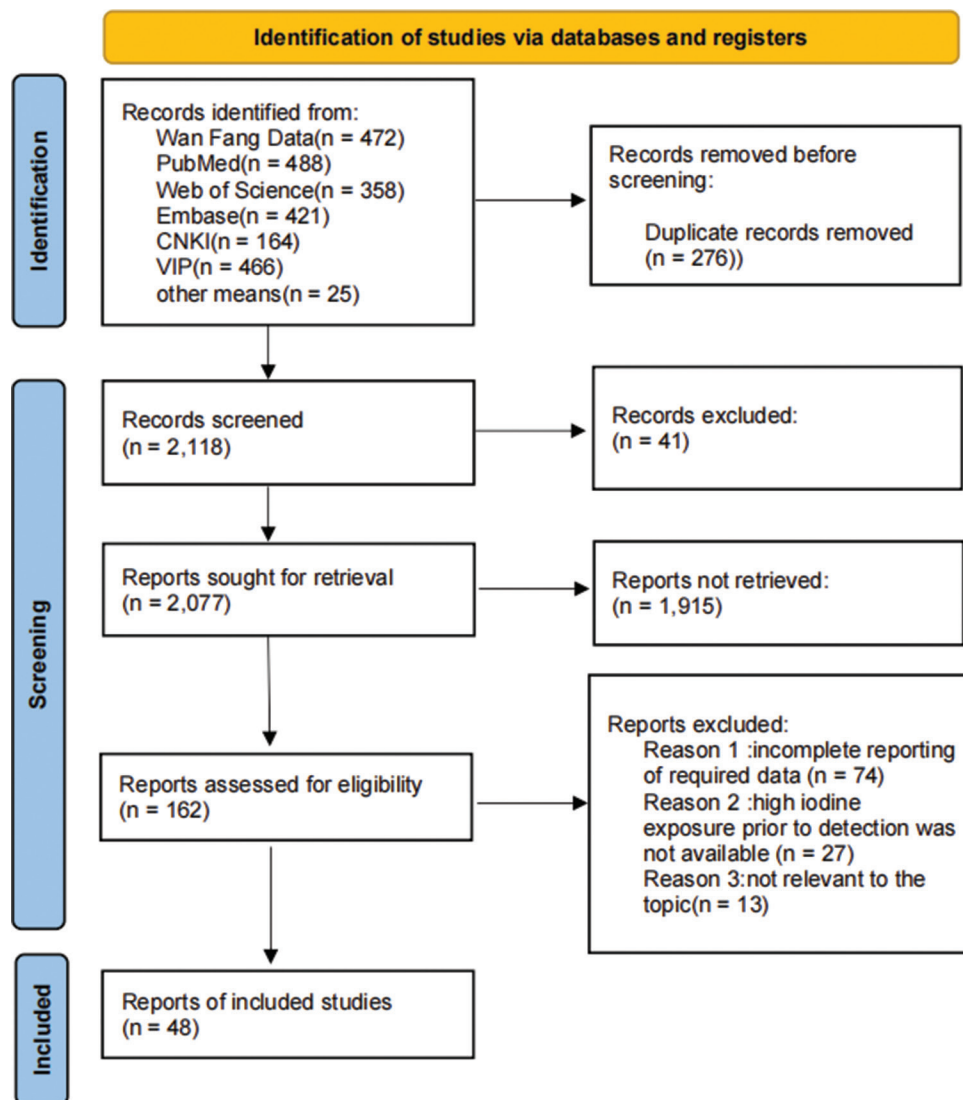 Identification of studies via databases and registers
Identification
Records identified from:
Wan Fang Data(n = 472)
PubMed(n = 488)
Web of Science(n = 358)
Embase(n = 421)
CNKI(n = 164)
VIP(n = 466)
other means(n = 25)
Records removed before
screening:
Duplicate records removed
(n = 276))
Screening
Records screened
(n = 2,118)
Records excluded:
(n = 41)
Reports sought for retrieval
(n = 2,077)
Reports not retrieved:
(n = 1,915)
Reports assessed for eligibility
(n = 162)
Reports excluded:
Reason 1 :incomplete reporting
of required data (n = 74)
Reason 2 :high iodine
exposure prior to detection was
not available (n = 27)
Reason 3:not relevant to the
topic(n = 13)
Included
Reports of included studies
(n = 48)